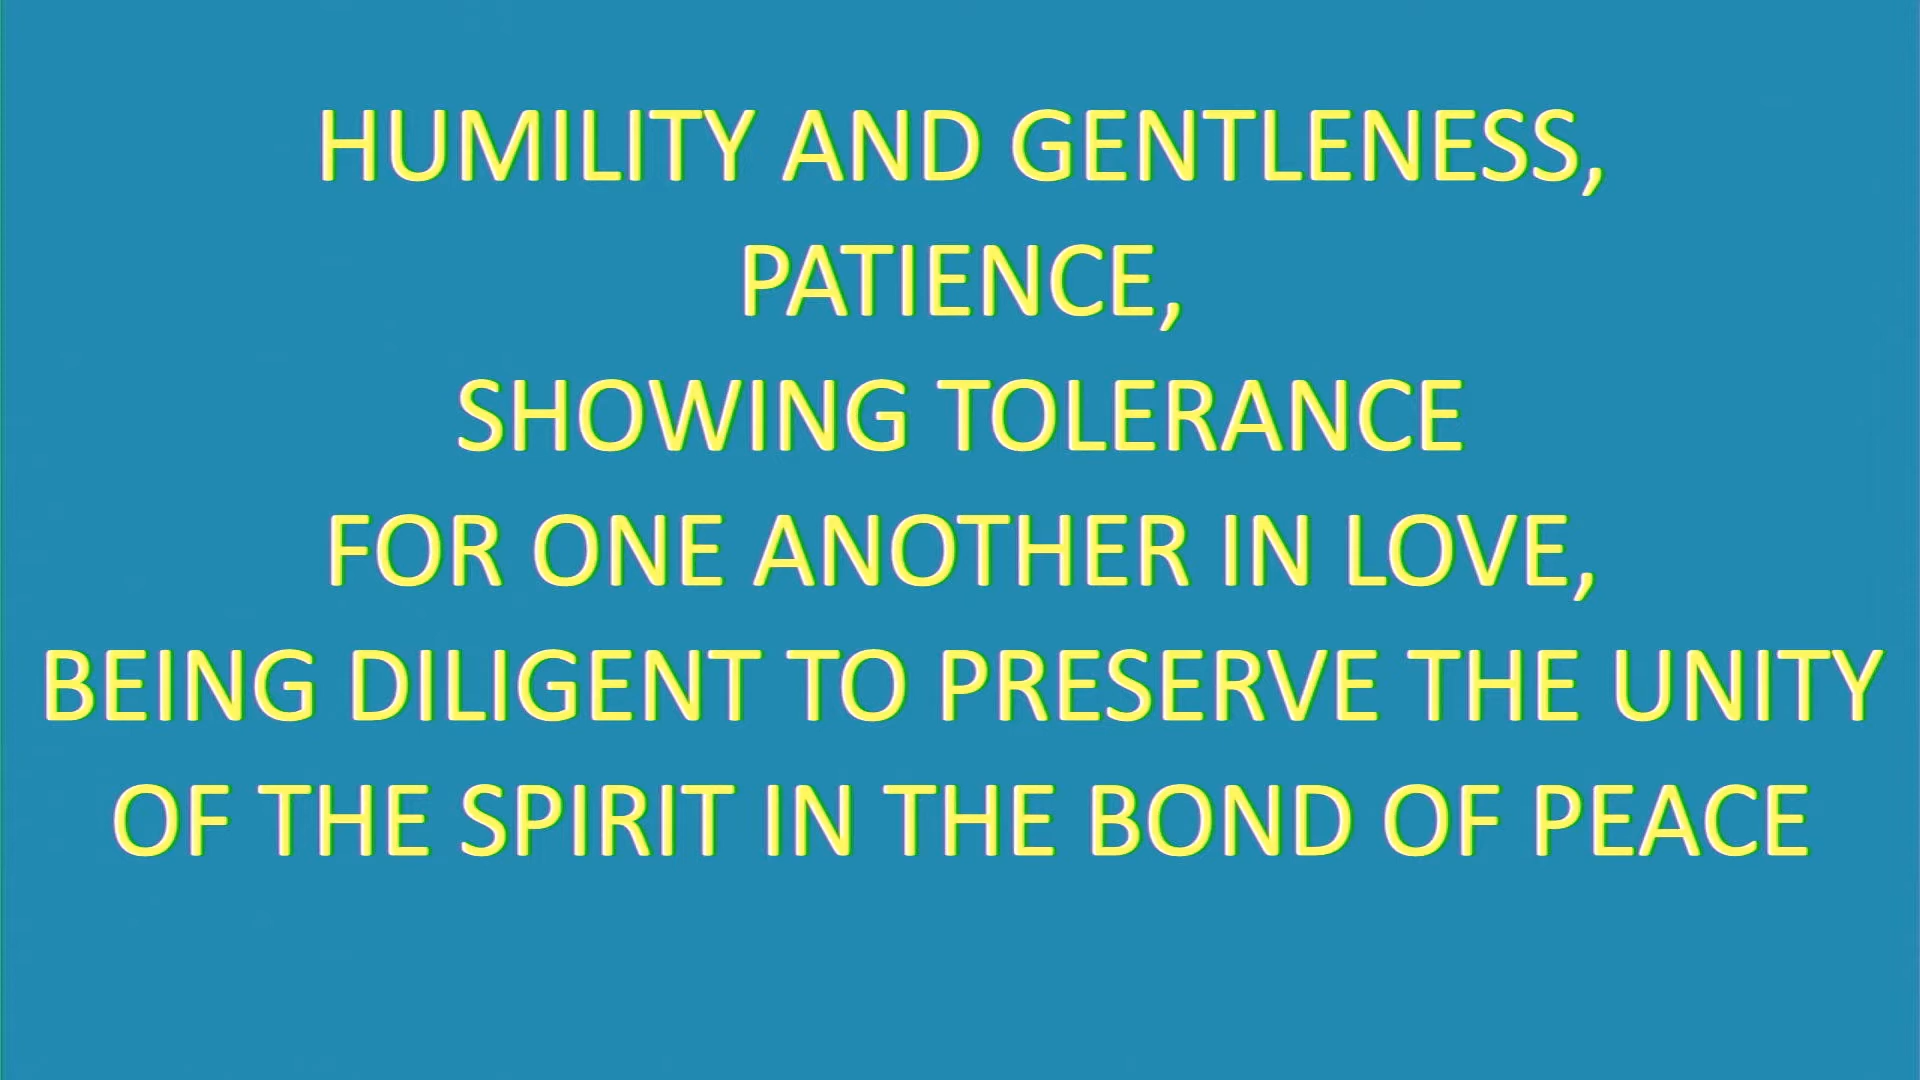 HUMILITY AND GENTLENESS,
PATIENCE,
SHOWING TOLERANCE
FOR ONE ANOTHER IN LOVE,
BEING DILIGENT TO PRESERVE THE UNITY
OF THE SPIRIT IN THE BOND OF PEACE